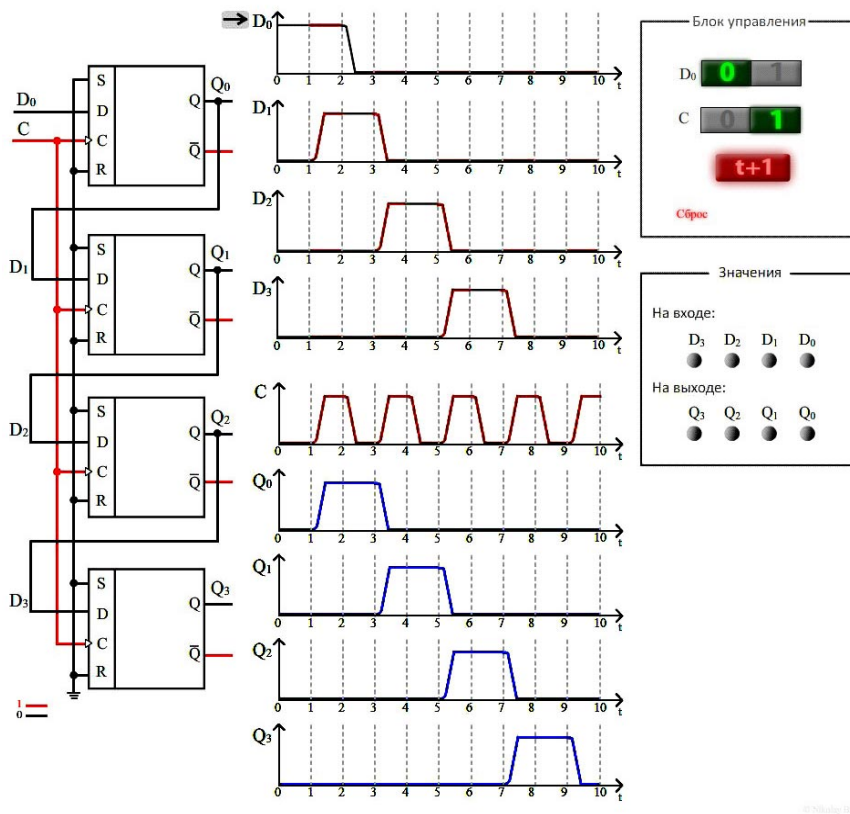 D₀
S
D
C
R
Q
Q̅
Q₀
D₀
C
D₁
S
D
C
R
Q
Q̅
Q₁
D₂
S
D
C
R
Q
Q̅
Q₂
D₃
S
D
C
R
Q
Q̅
Q₃
1
0
0 1 2 3 4 5 6 7 8 9 10 t
D₁
0 1 2 3 4 5 6 7 8 9 10 t
D₂
0 1 2 3 4 5 6 7 8 9 10 t
D₃
0 1 2 3 4 5 6 7 8 9 10 t
C
0 1 2 3 4 5 6 7 8 9 10 t
Q₀
0 1 2 3 4 5 6 7 8 9 10 t
Q₁
0 1 2 3 4 5 6 7 8 9 10 t
Q₂
0 1 2 3 4 5 6 7 8 9 10 t
Q₃
0 1 2 3 4 5 6 7 8 9 10 t
Блок управления
D₀ 0 1
C 0 1
t+1
Сброс
Значения
На входе:
D₃ D₂ D₁ D₀
На выходе:
Q₃ Q₂ Q₁ Q₀